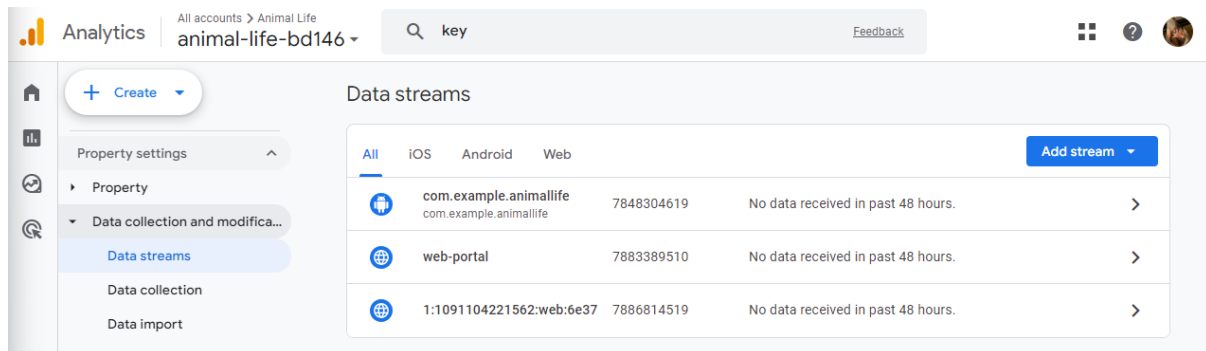 All accounts > Animal Life
Analytics
animal-life-bd146
key
Feedback
Create
Property settings
Property
Data collection and modifica...
Data streams
Data collection
Data import
Data streams
All iOS Android Web
Add stream
com.example.animallife
com.example.animallife
7848304619 No data received in past 48 hours.
web-portal 7883389510 No data received in past 48 hours.
1:1091104221562:web:6e37 7886814519 No data received in past 48 hours.